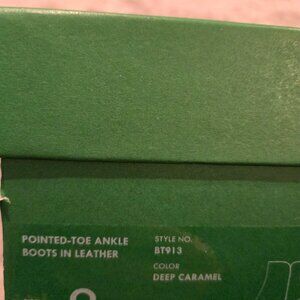 POINTED-TOE ANKLE
BOOTS IN LEATHER
STYLE NO.
BT913
COLOR
DEEP CARAMEL